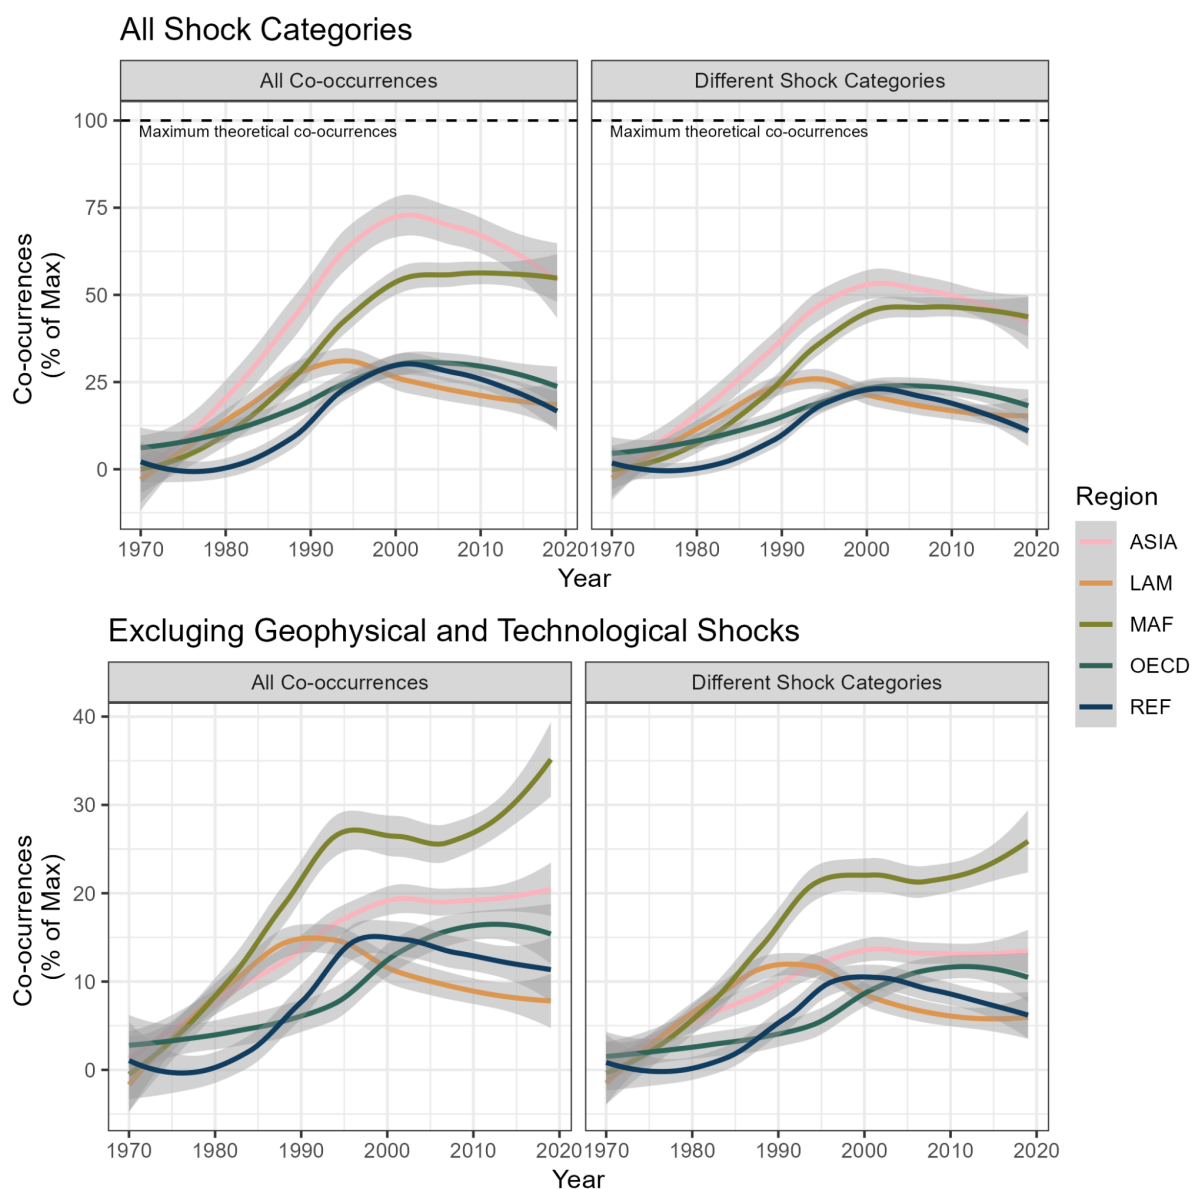 All Shock Categories
All Co-occurrences
Different Shock Categories
100
75
50
25
0
Maximum theoretical co-ocurrences
Maximum theoretical co-ocurrences
Co-ocurrences
(% of Max)
1970 1980 1990 2000 2010 2020
1970 1980 1990 2000 2010 2020
Year
Excluging Geophysical and Technological Shocks
All Co-occurrences
Different Shock Categories
40
30
20
10
0
Co-ocurrences
(% of Max)
1970 1980 1990 2000 2010 2020
1970 1980 1990 2000 2010 2020
Year
Region
ASIA
LAM
MAF
OECD
REF